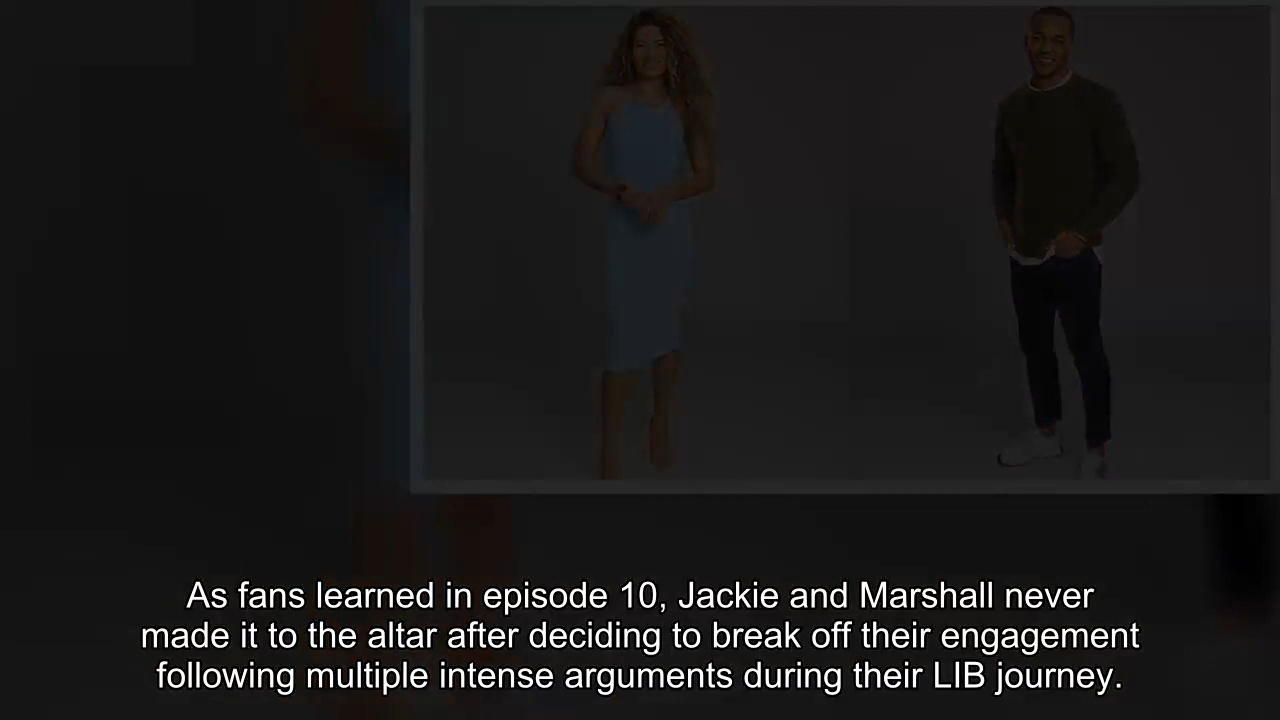 As fans learned in episode 10, Jackie and Marshall never
made it to the altar after deciding to break off their engagement
following multiple intense arguments during their LIB journey.